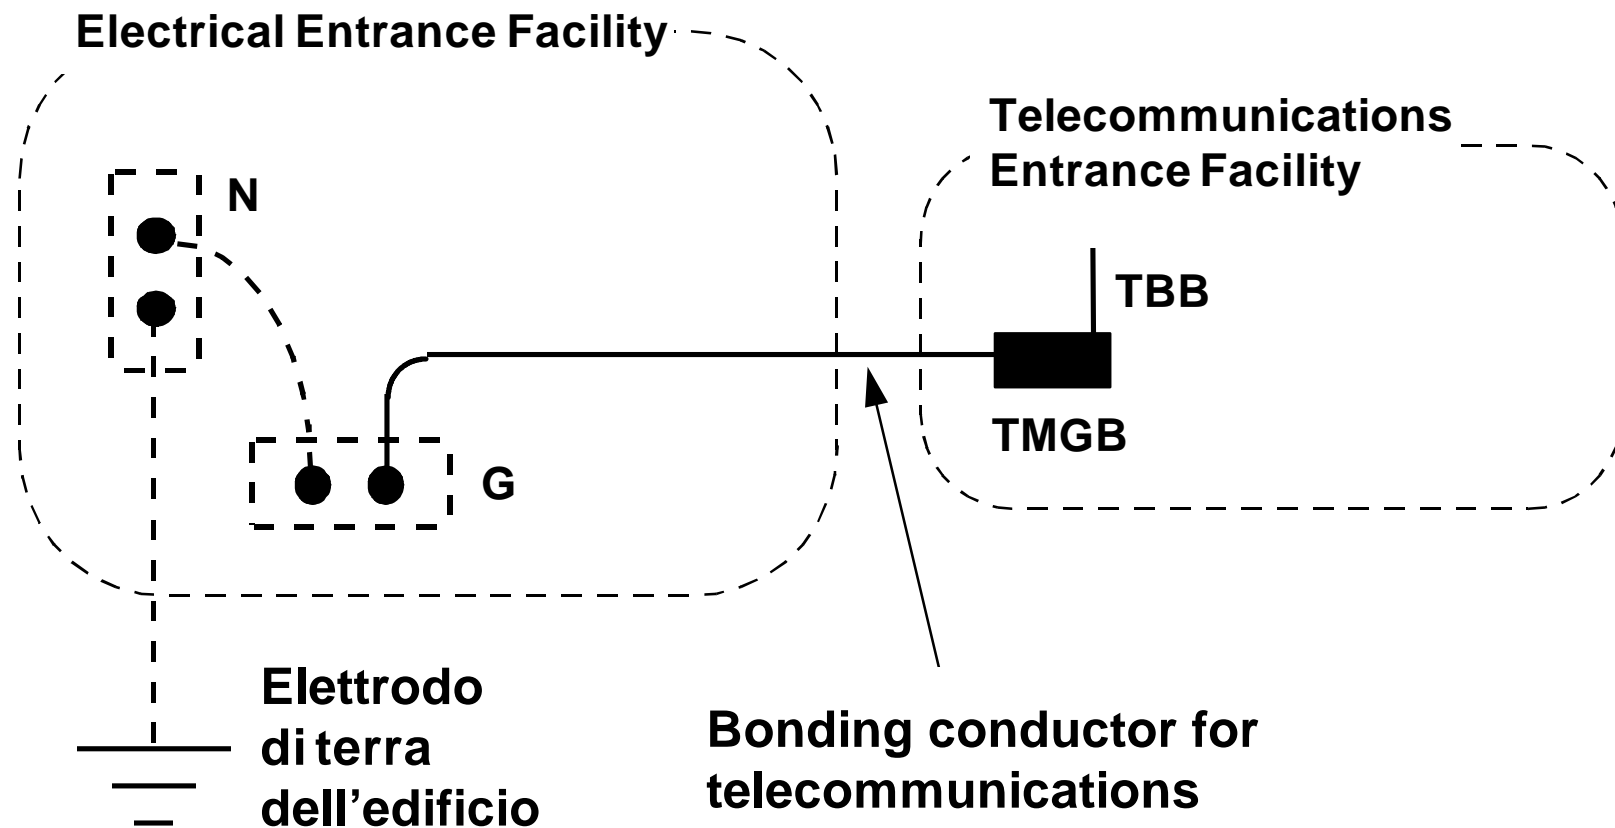 Electrical Entrance Facility
Telecommunications
Entrance Facility
N
TBB
TMGB
G
Elettrodo
di terra
dell'edificio
Bonding conductor for
telecommunications